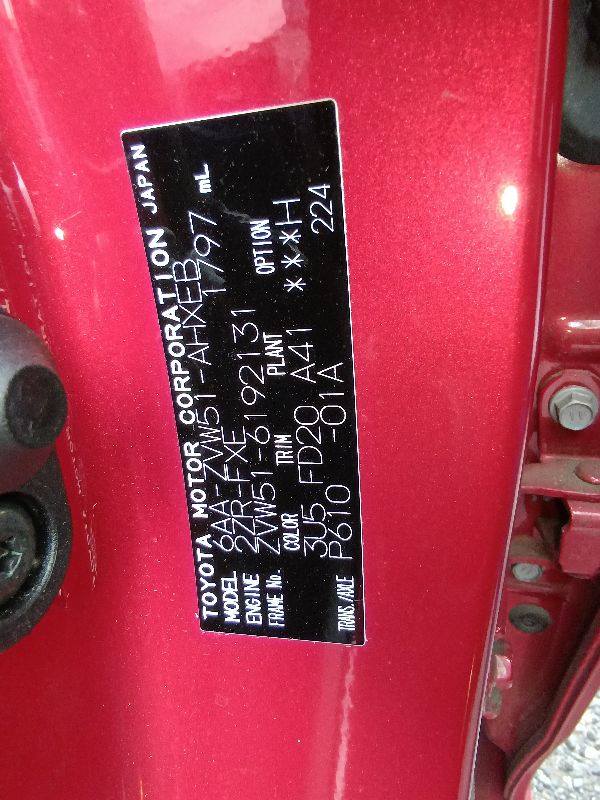 TOYOTA MOTOR CORPORATION JAPAN
MODEL 6AA-ZVW51-AHXEB
ENGINE 2ZR-FXE 1797 mL
FRAME No. ZVW51-6192131
COLOR TRIM PLANT OPTION
3U5 FD20 A41 ***H
TRANS./AXLE P610 -01A 224